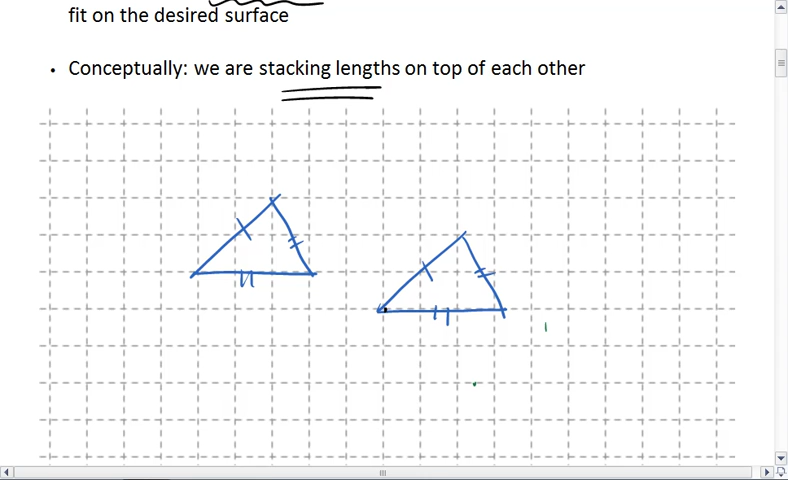 fit on the desired surface
• Conceptually: we are stacking lengths on top of each other